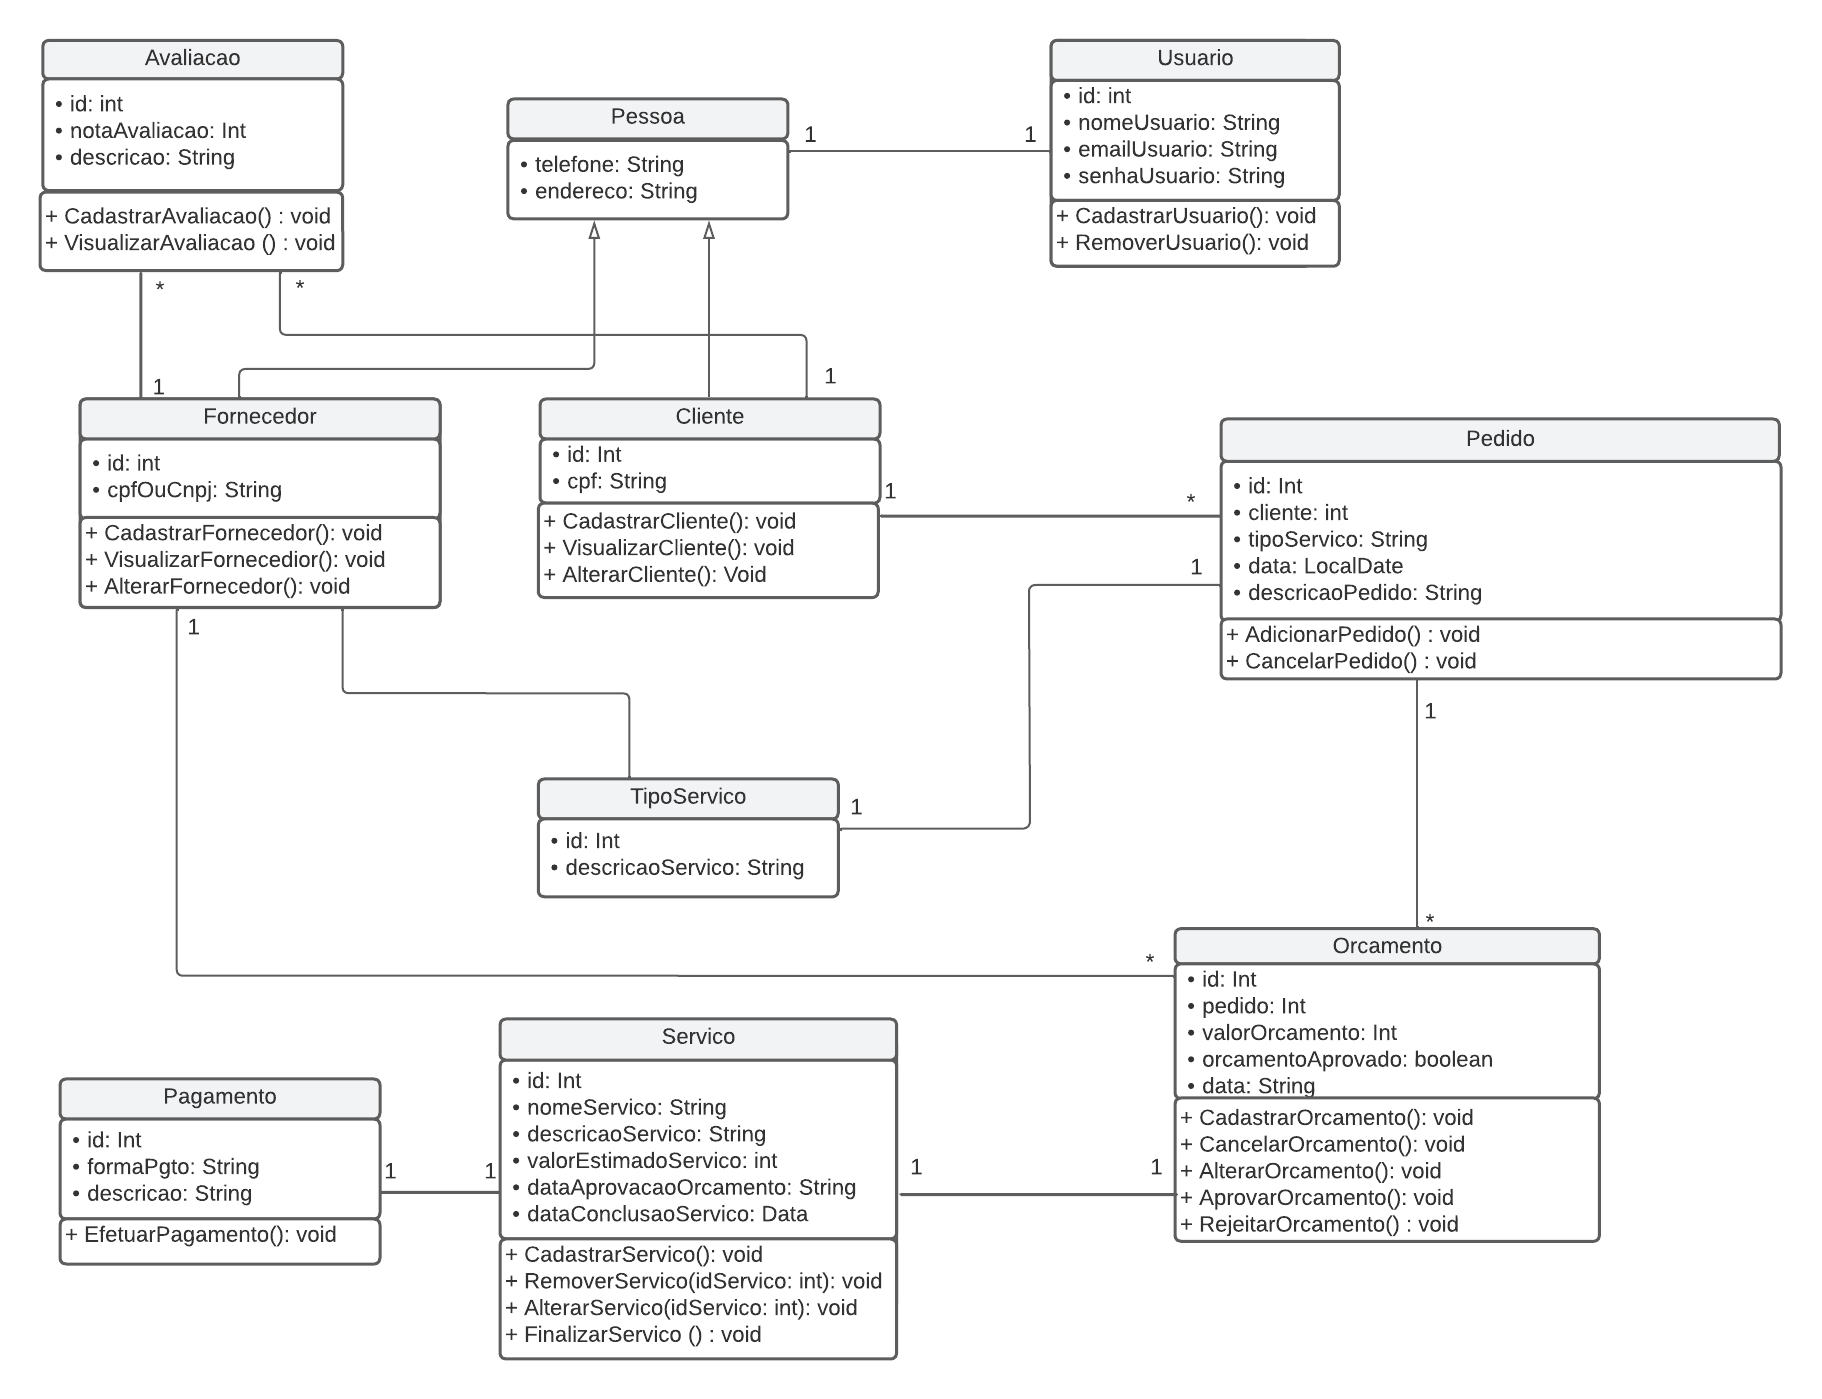 Avaliacao
• id: int
• notaAvaliacao: Int
• descricao: String
+ CadastrarAvaliacao() : void
+ VisualizarAvaliacao () : void
Pessoa
• telefone: String
• endereco: String
1
1
Usuario
• id: int
• nomeUsuario: String
• emailUsuario: String
• senhaUsuario: String
+ CadastrarUsuario(): void
+ RemoverUsuario(): void
*
*
1
1
Fornecedor
• id: int
• cpfOuCnpj: String
+ CadastrarFornecedor(): void
+ VisualizarFornecedior(): void
+ AlterarFornecedor(): void
Cliente
• id: Int
• cpf: String
+ CadastrarCliente(): void
+ VisualizarCliente(): void
+ AlterarCliente(): Void
1
*
Pedido
• id: Int
• cliente: int
• tipoServico: String
• data: LocalDate
• descricaoPedido: String
+ AdicionarPedido() : void
+ CancelarPedido() : void
1
1
1
TipoServico
• id: Int
• descricaoServico: String
1
*
*
Orcamento
• id: Int
• pedido: Int
• valorOrcamento: Int
• orcamentoAprovado: boolean
• data: String
+ CadastrarOrcamento(): void
+ CancelarOrcamento(): void
+ AlterarOrcamento(): void
+ AprovarOrcamento(): void
+ RejeitarOrcamento() : void
Servico
• id: Int
• nomeServico: String
• descricaoServico: String
• valorEstimadoServico: int
• dataAprovacaoOrcamento: String
• dataConclusaoServico: Data
+ CadastrarServico(): void
+ RemoverServico(idServico: int): void
+ AlterarServico(idServico: int): void
+ FinalizarServico () : void
1
1
Pagamento
• id: Int
• formaPgto: String
• descricao: String
+ EfetuarPagamento(): void
1
1